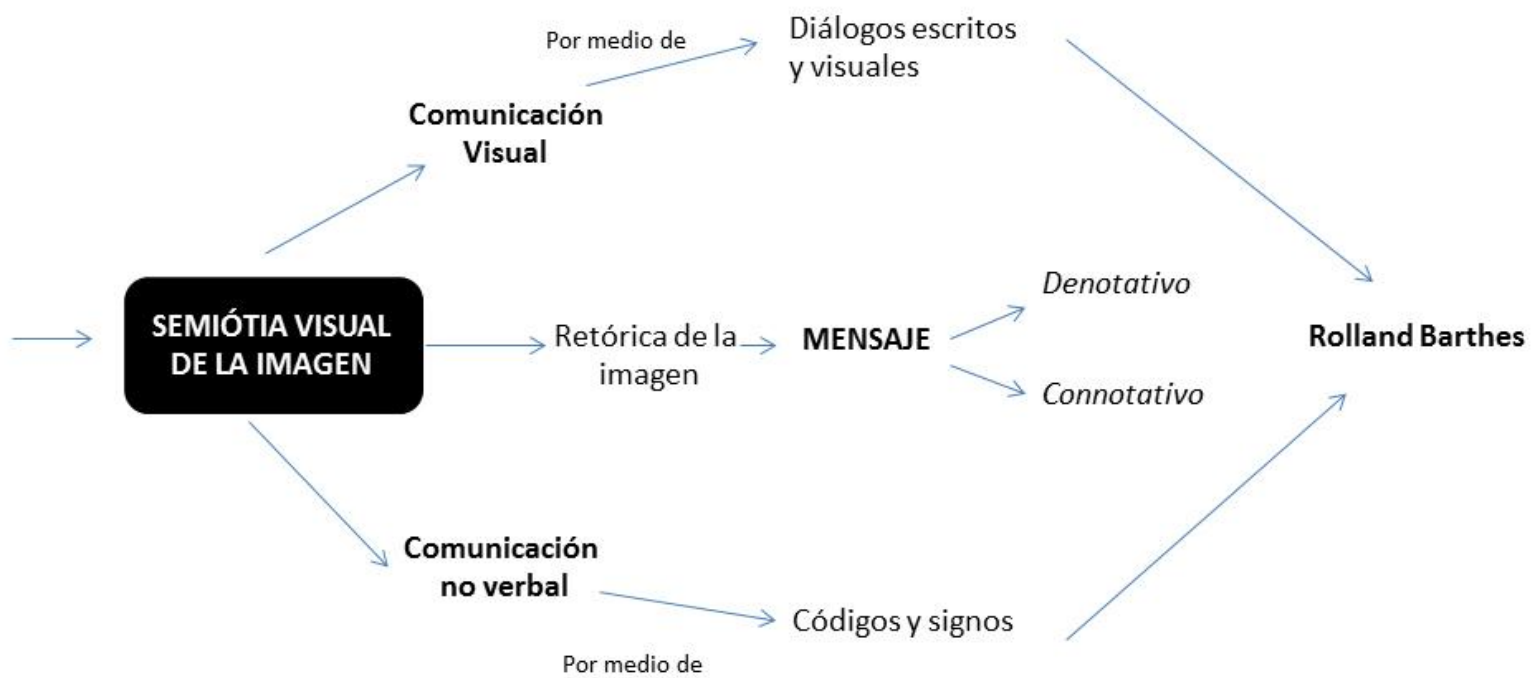 Por medio de
Diálogos escritos
y visuales
Comunicación
Visual
SEMIÓTIA VISUAL
DE LA IMAGEN
Retórica de la
imagen
MENSAJE
Denotativo
Connotativo
Rolland Barthes
Comunicación
no verbal
Códigos y signos
Por medio de